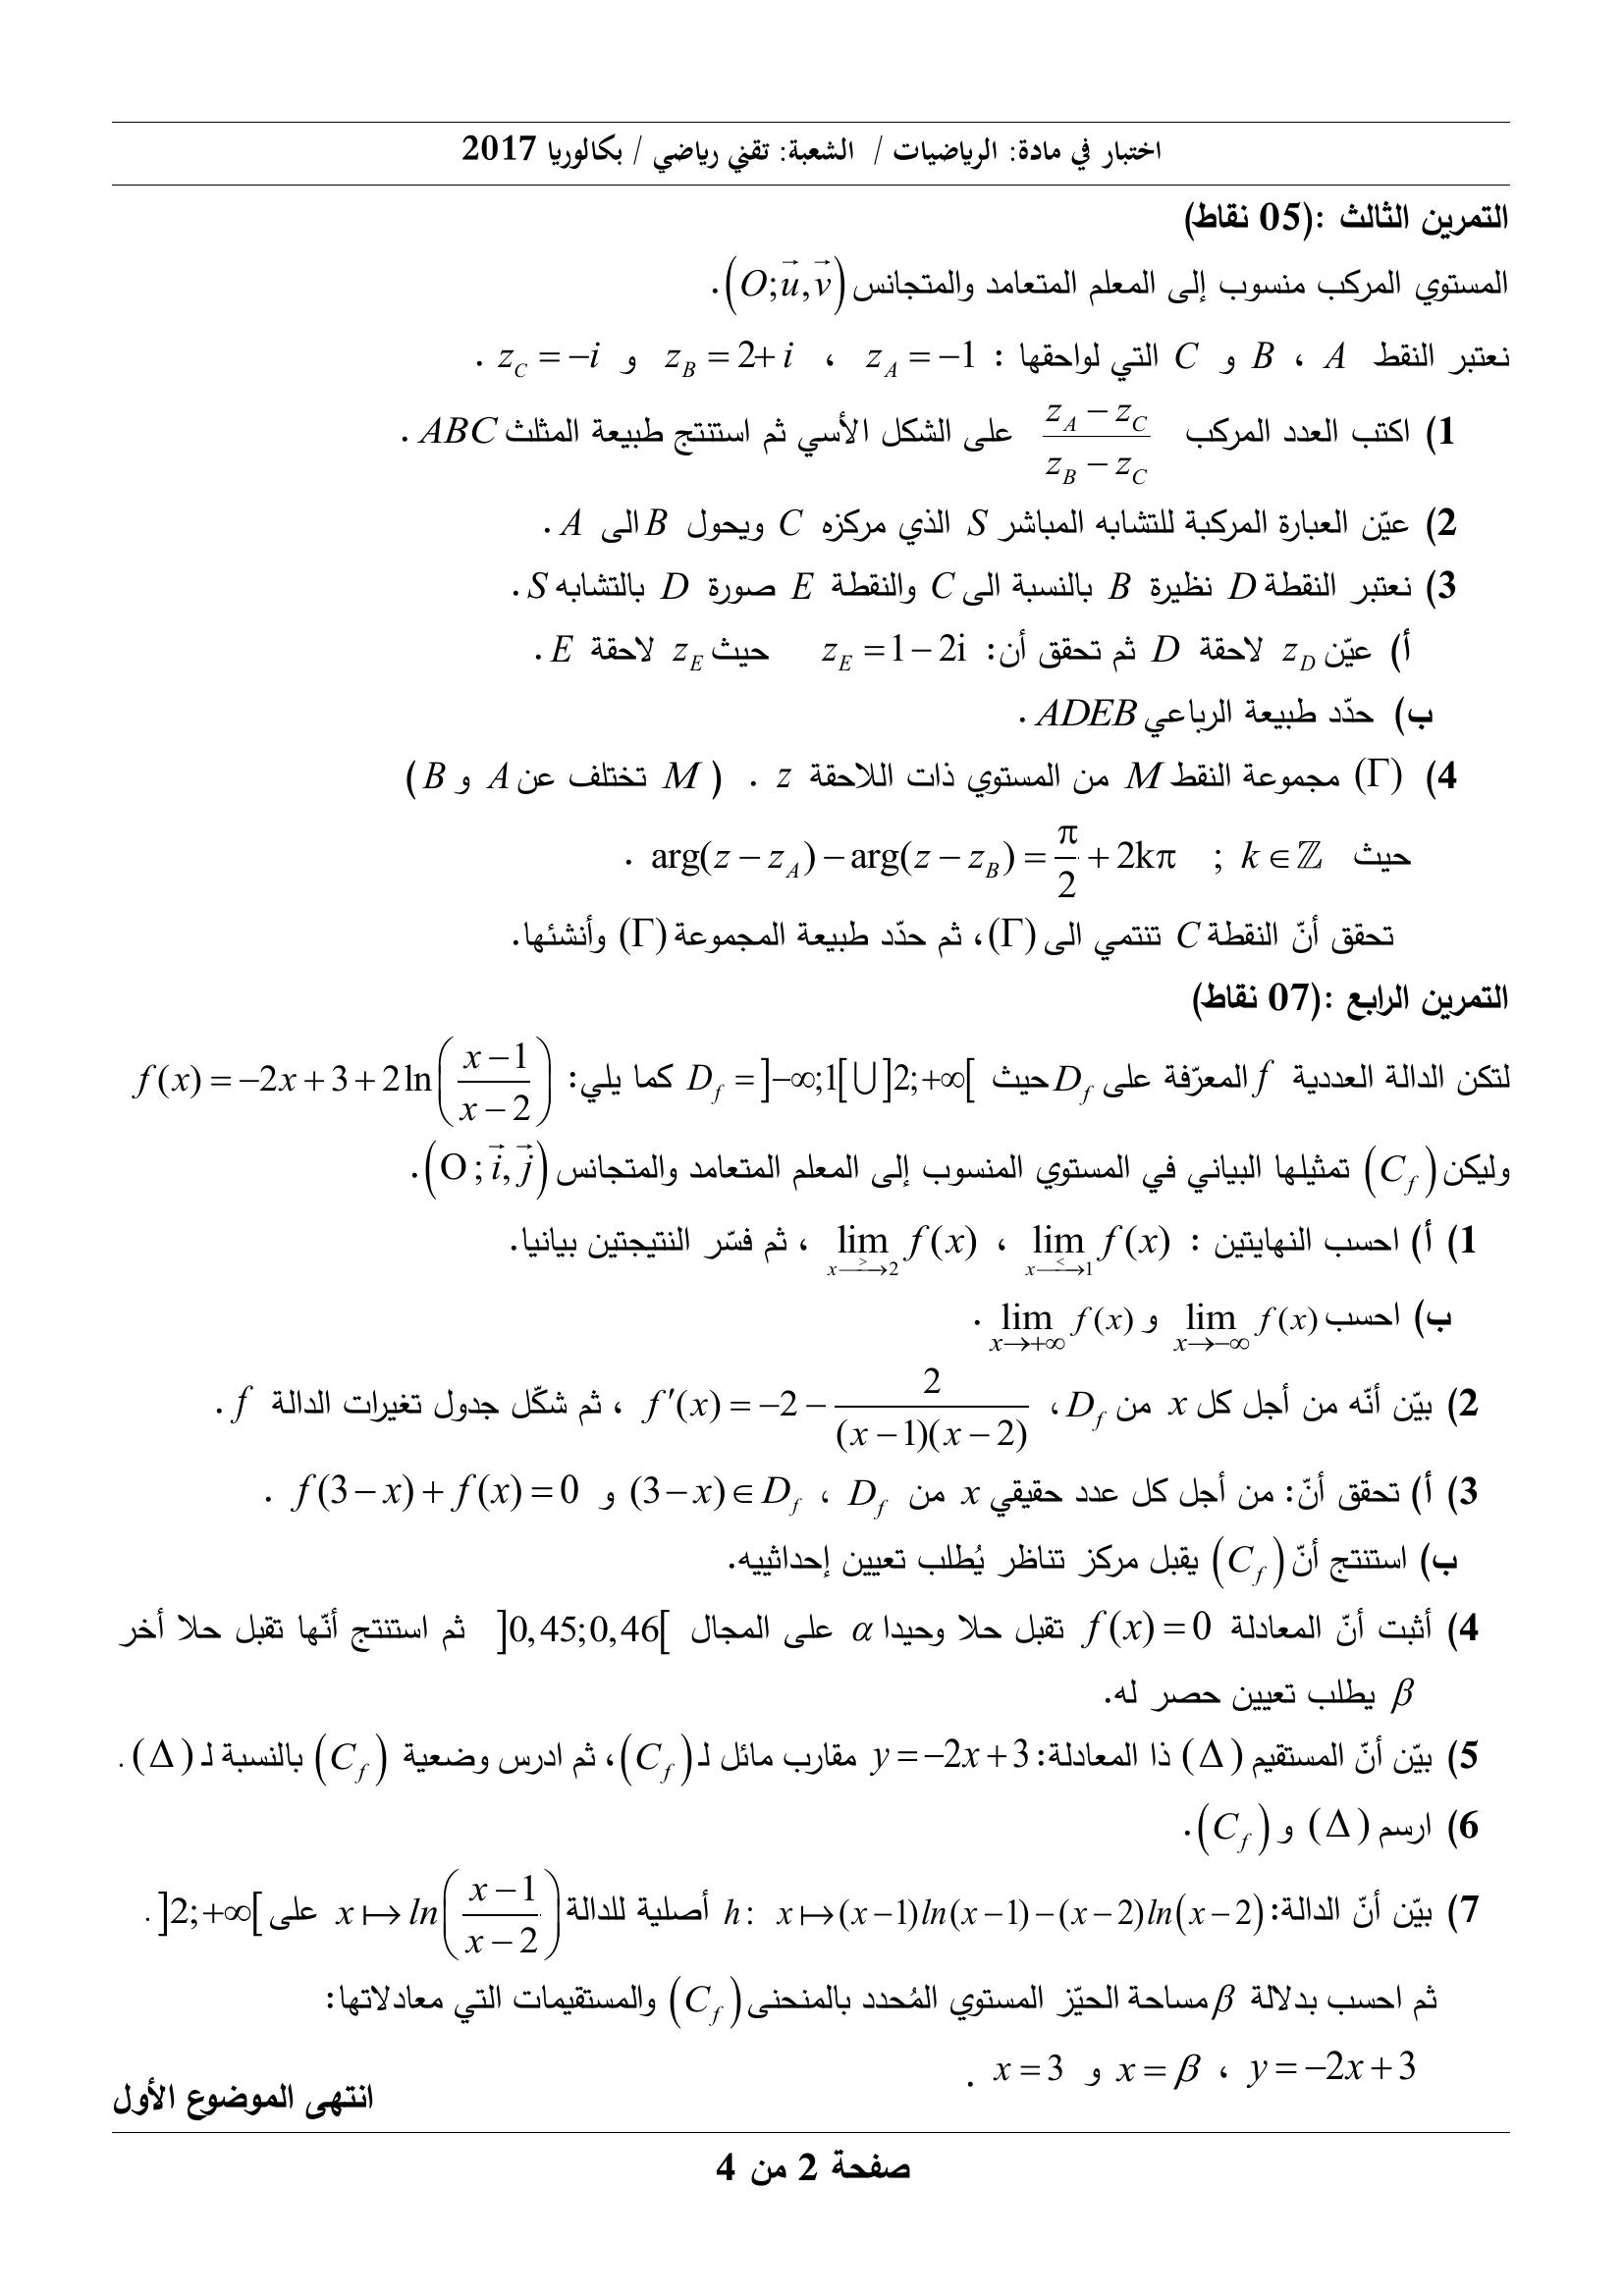 اختبار في مادة: الرياضيات / الشعبة: تقني رياضي / بكالوريا 2017
التمرين الثالث :(05 نقاط)
المستوي المركب منسوب إلى المعلم المتعامد والمتجانس $(O;\vec{u},\vec{v})$.
نعتبر النقط $A$ ، $B$ و $C$ التي لواحقها : $z_A = -1$ ، $z_B = 2+i$ و $z_C = -i$ .
1) اكتب العدد المركب $\frac{z_A - z_C}{z_B - z_C}$ على الشكل الأسي ثم استنتج طبيعة المثلث $ABC$ .
2) عيّن العبارة المركبة للتشابه المباشر $S$ الذي مركزه $C$ ويحول $B$ الى $A$ .
3) نعتبر النقطة $D$ نظيرة $B$ بالنسبة الى $C$ والنقطة $E$ صورة $D$ بالتشابه $S$ .
أ) عيّن $z_D$ لاحقة $D$ ثم تحقق أن: $z_E = 1-2i$ حيث $z_E$ لاحقة $E$ .
ب) حدّد طبيعة الرباعي $ADEB$ .
4) $(\Gamma)$ مجموعة النقط $M$ من المستوي ذات اللاحقة $z$ . ( $M$ تختلف عن $A$ و $B$ )
حيث $\arg(z-z_A)-\arg(z-z_B)=\frac{\pi}{2}+2k\pi \; ; \; k\in\mathbb{Z}$ .
تحقق أنّ النقطة $C$ تنتمي الى $(\Gamma)$، ثم حدّد طبيعة المجموعة $(\Gamma)$ وأنشئها.
التمرين الرابع :(07 نقاط)
لتكن الدالة العددية $f$ المعرّفة على $D_f$ حيث $D_f = ]-\infty;1[\cup]2;+\infty[$ كما يلي: $f(x)=-2x+3+2\ln\left(\frac{x-1}{x-2}\right)$
وليكن $(C_f)$ تمثيلها البياني في المستوي المنسوب إلى المعلم المتعامد والمتجانس $(O;\vec{i},\vec{j})$.
1) أ) احسب النهايتين : $\lim_{x \xrightarrow{<} 1} f(x)$ ، $\lim_{x \xrightarrow{>} 2} f(x)$ ، ثم فسّر النتيجتين بيانيا.
ب) احسب $\lim_{x\to-\infty} f(x)$ و $\lim_{x\to+\infty} f(x)$ .
2) بيّن أنّه من أجل كل $x$ من $D_f$ ، $f'(x)=-2-\frac{2}{(x-1)(x-2)}$ ، ثم شكّل جدول تغيرات الدالة $f$ .
3) أ) تحقق أنّ: من أجل كل عدد حقيقي $x$ من $D_f$ ، $(3-x)\in D_f$ و $f(3-x)+f(x)=0$ .
ب) استنتج أنّ $(C_f)$ يقبل مركز تناظر يُطلب تعيين إحداثييه.
4) أثبت أنّ المعادلة $f(x)=0$ تقبل حلا وحيدا $\alpha$ على المجال $]0,45;0,46[$ ثم استنتج أنّها تقبل حلا أخر
$\beta$ يطلب تعيين حصر له.
5) بيّن أنّ المستقيم $(\Delta)$ ذا المعادلة: $y=-2x+3$ مقارب مائل لـ $(C_f)$، ثم ادرس وضعية $(C_f)$ بالنسبة لـ $(\Delta)$ .
6) ارسم $(\Delta)$ و $(C_f)$.
7) بيّن أنّ الدالة: $h: x\mapsto(x-1)ln(x-1)-(x-2)ln(x-2)$ أصلية للدالة $x\mapsto ln\left(\frac{x-1}{x-2}\right)$ على $]2;+\infty[$ .
ثم احسب بدلالة $\beta$ مساحة الحيّز المستوي المُحدد بالمنحنى $(C_f)$ والمستقيمات التي معادلاتها:
$y=-2x+3$ ، $x=\beta$ و $x=3$ .
انتهى الموضوع الأول
صفحة 2 من 4